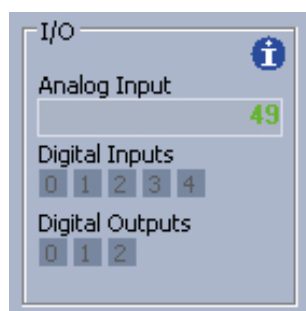 I/O
i
Analog Input
49
Digital Inputs
0 1 2 3 4
Digital Outputs
0 1 2